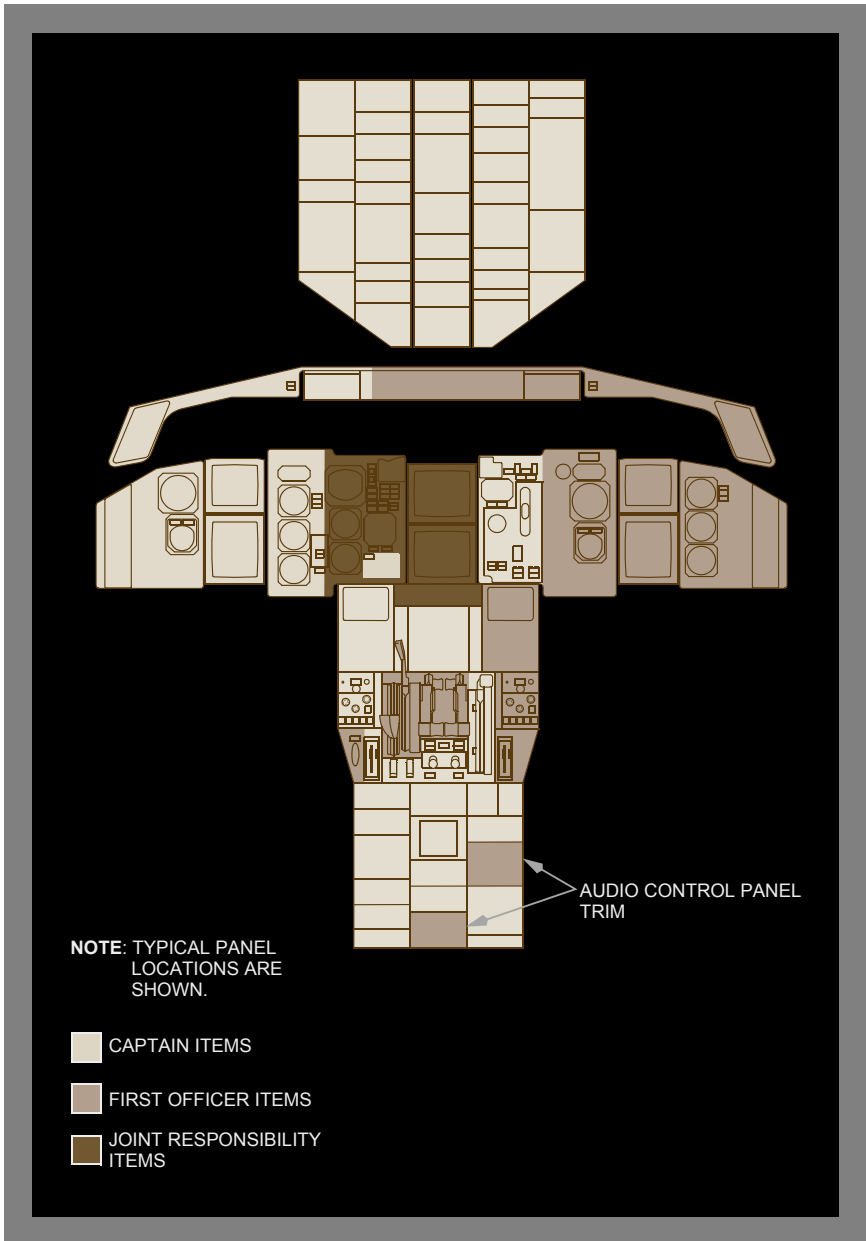 AUDIO CONTROL PANEL
TRIM
NOTE: TYPICAL PANEL
LOCATIONS ARE
SHOWN.
CAPTAIN ITEMS
FIRST OFFICER ITEMS
JOINT RESPONSIBILITY
ITEMS